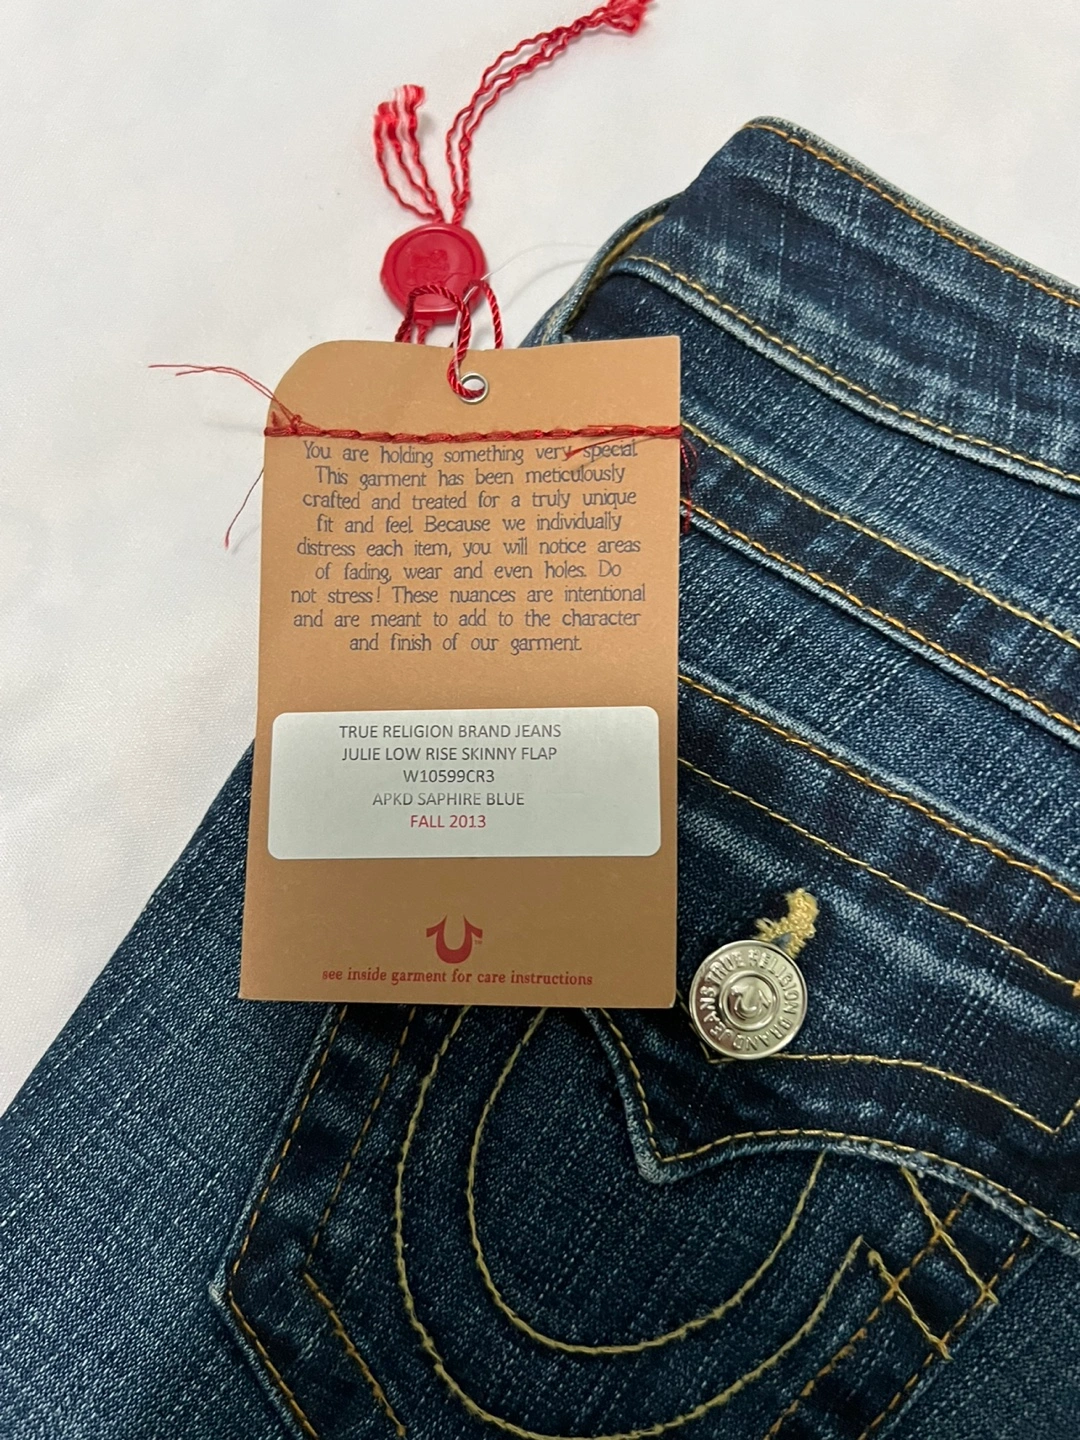 You are holding something very special.
This garment has been meticulously
crafted and treated for a truly unique
fit and feel. Because we individually
distress each item, you will notice areas
of fading, wear and even holes. Do
not stress! These nuances are intentional
and are meant to add to the character
and finish of our garment.
TRUE RELIGION BRAND JEANS
JULIE LOW RISE SKINNY FLAP
W10599CR3
APKD SAPHIRE BLUE
FALL 2013
TM
see inside garment for care instructions
TRUE RELIGION BRAND JEANS